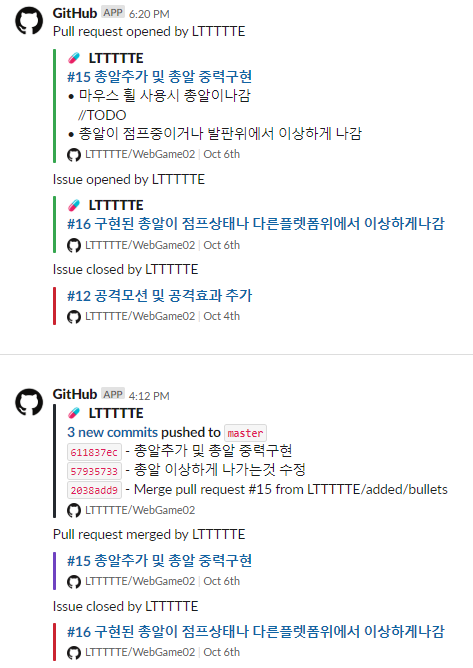 GitHub APP 6:20 PM
Pull request opened by LTTTTTE
LTTTTTE
#15 총알추가 및 총알 중력구현
• 마우스 휠 사용시 총알이나감
//TODO
• 총알이 점프중이거나 발판위에서 이상하게 나감
LTTTTTE/WebGame02 | Oct 6th
Issue opened by LTTTTTE
LTTTTTE
#16 구현된 총알이 점프상태나 다른플렛폼위에서 이상하게나감
LTTTTTE/WebGame02 | Oct 6th
Issue closed by LTTTTTE
#12 공격모션 및 공격효과 추가
LTTTTTE/WebGame02 | Oct 4th
GitHub APP 4:12 PM
LTTTTTE
3 new commits pushed to master
611837ec - 총알추가 및 총알 중력구현
57935733 - 총알 이상하게 나가는것 수정
2038add9 - Merge pull request #15 from LTTTTTE/added/bullets
LTTTTTE/WebGame02
Pull request merged by LTTTTTE
#15 총알추가 및 총알 중력구현
LTTTTTE/WebGame02 | Oct 6th
Issue closed by LTTTTTE
#16 구현된 총알이 점프상태나 다른플렛폼위에서 이상하게나감
LTTTTTE/WebGame02 | Oct 6th